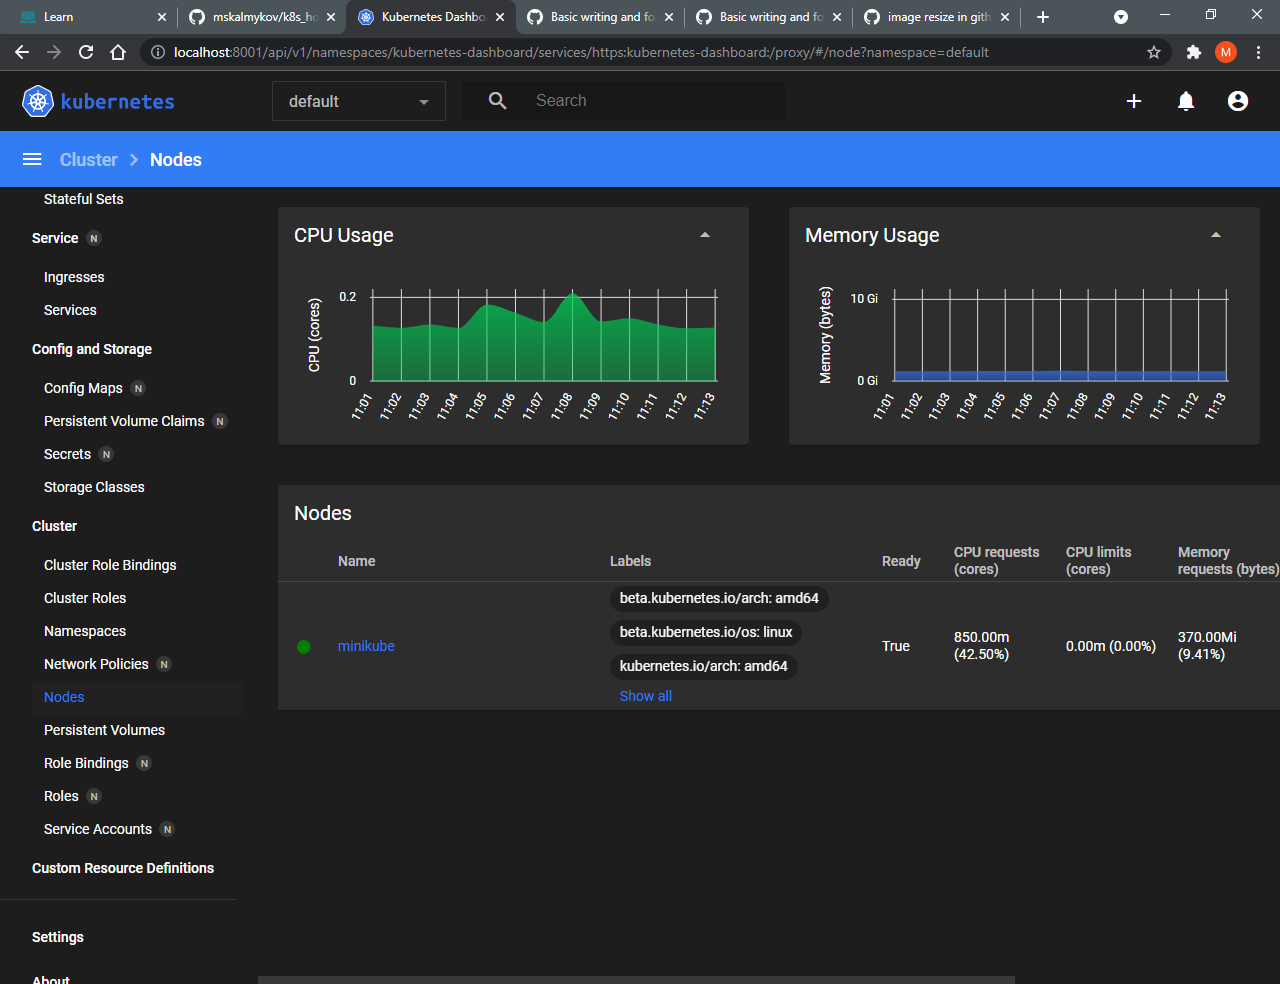 Learn
mskalmykov/k8s_ho
Kubernetes Dashbo
Basic writing and fo
Basic writing and fo
image resize in gith
localhost:8001/api/v1/namespaces/kubernetes-dashboard/services/https:kubernetes-dashboard:/proxy/#/node?namespace=default
M
kubernetes
default
Search
Cluster
Nodes
Stateful Sets
Service N
Ingresses
Services
Config and Storage
Config Maps N
Persistent Volume Claims N
Secrets N
Storage Classes
Cluster
Cluster Role Bindings
Cluster Roles
Namespaces
Network Policies N
Nodes
Persistent Volumes
Role Bindings N
Roles N
Service Accounts N
Custom Resource Definitions
Settings
About
CPU Usage
CPU (cores)
0.2
0
11:01 11:02 11:03 11:04 11:05 11:06 11:07 11:08 11:09 11:10 11:11 11:12 11:13
Memory Usage
Memory (bytes)
10 Gi
0 Gi
11:01 11:02 11:03 11:04 11:05 11:06 11:07 11:08 11:09 11:10 11:11 11:12 11:13
Nodes
Name
Labels
Ready
CPU requests
(cores)
CPU limits
(cores)
Memory
requests (bytes)
minikube
beta.kubernetes.io/arch: amd64
beta.kubernetes.io/os: linux
kubernetes.io/arch: amd64
Show all
True
850.00m
(42.50%)
0.00m (0.00%)
370.00Mi
(9.41%)